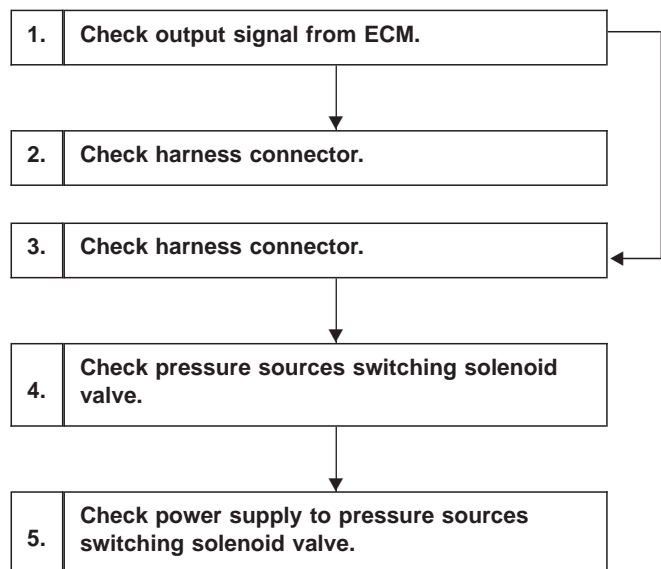 1. Check output signal from ECM.
2. Check harness connector.
3. Check harness connector.
4. Check pressure sources switching solenoid
valve.
5. Check power supply to pressure sources
switching solenoid valve.